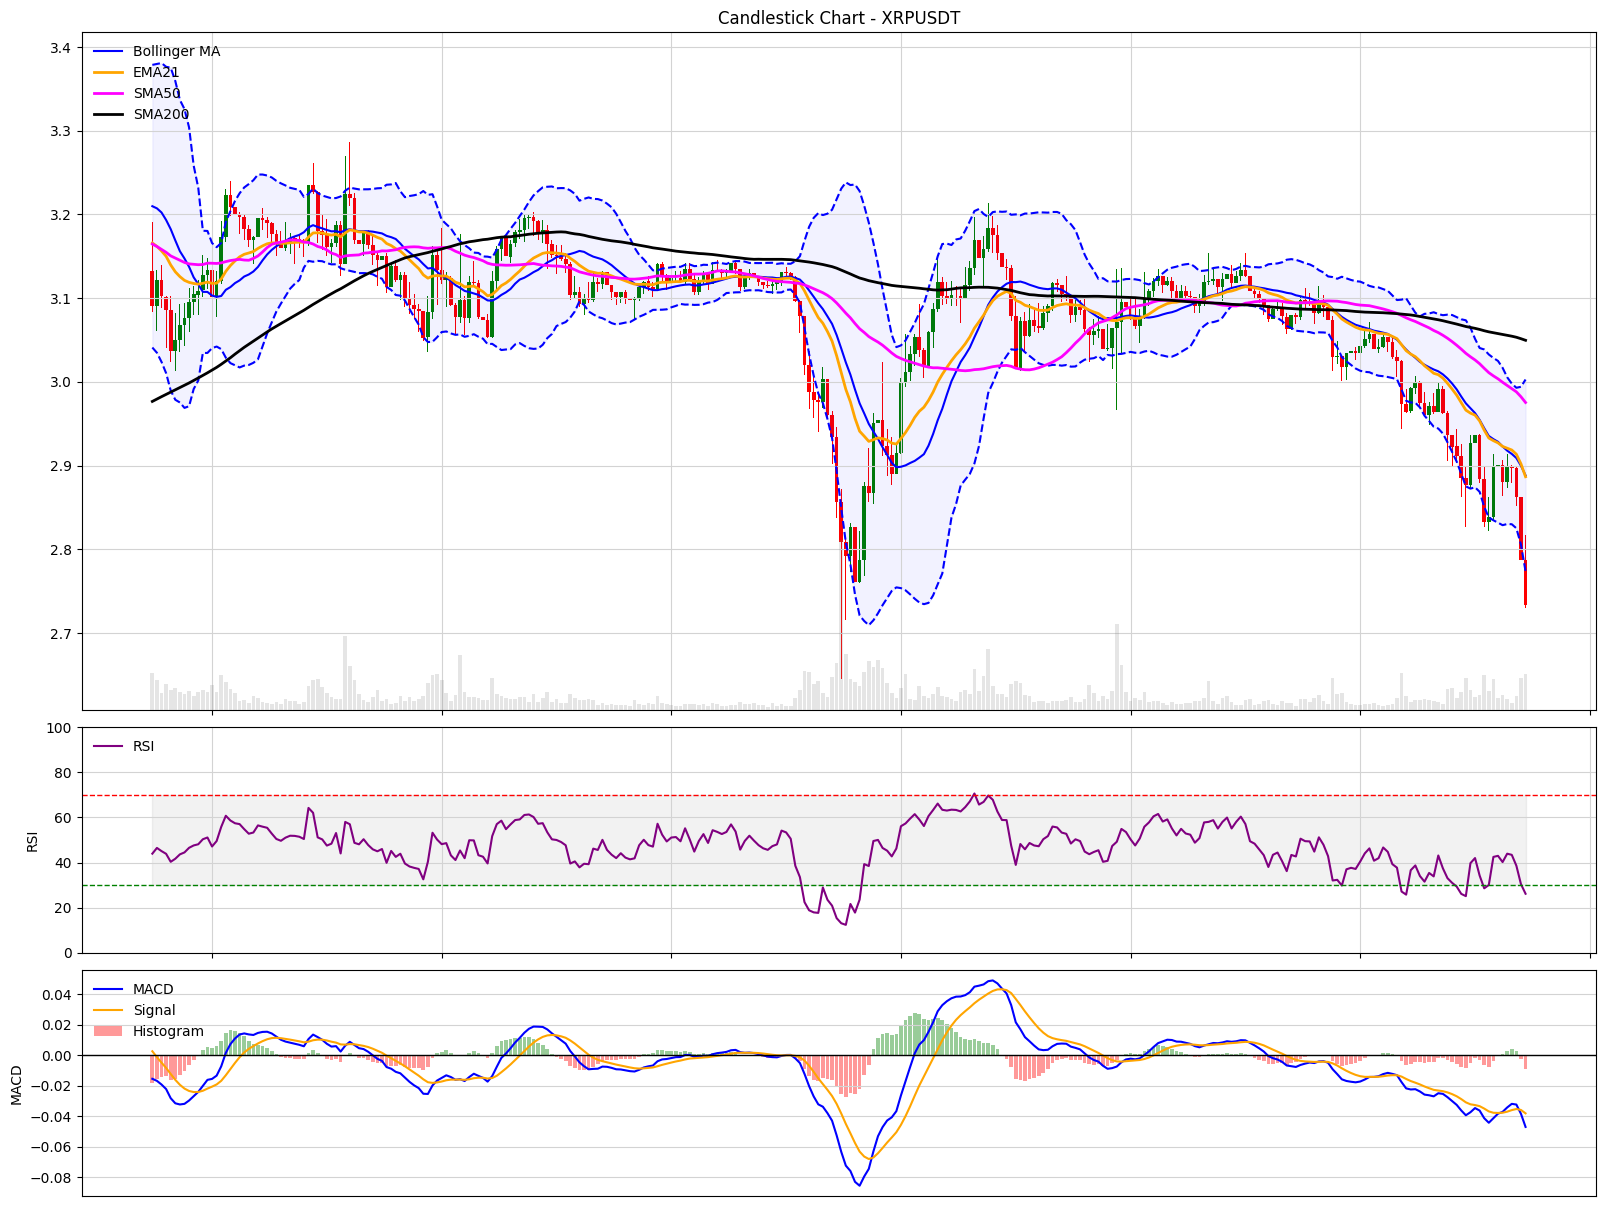 Candlestick Chart - XRPUSDT
3.4
3.3
3.2
3.1
3.0
2.9
2.8
2.7
Bollinger MA
EMA21
SMA50
SMA200
100
80
60
40
20
0
RSI
RSI
0.04
0.02
0.00
−0.02
−0.04
−0.06
−0.08
MACD
MACD
Signal
Histogram